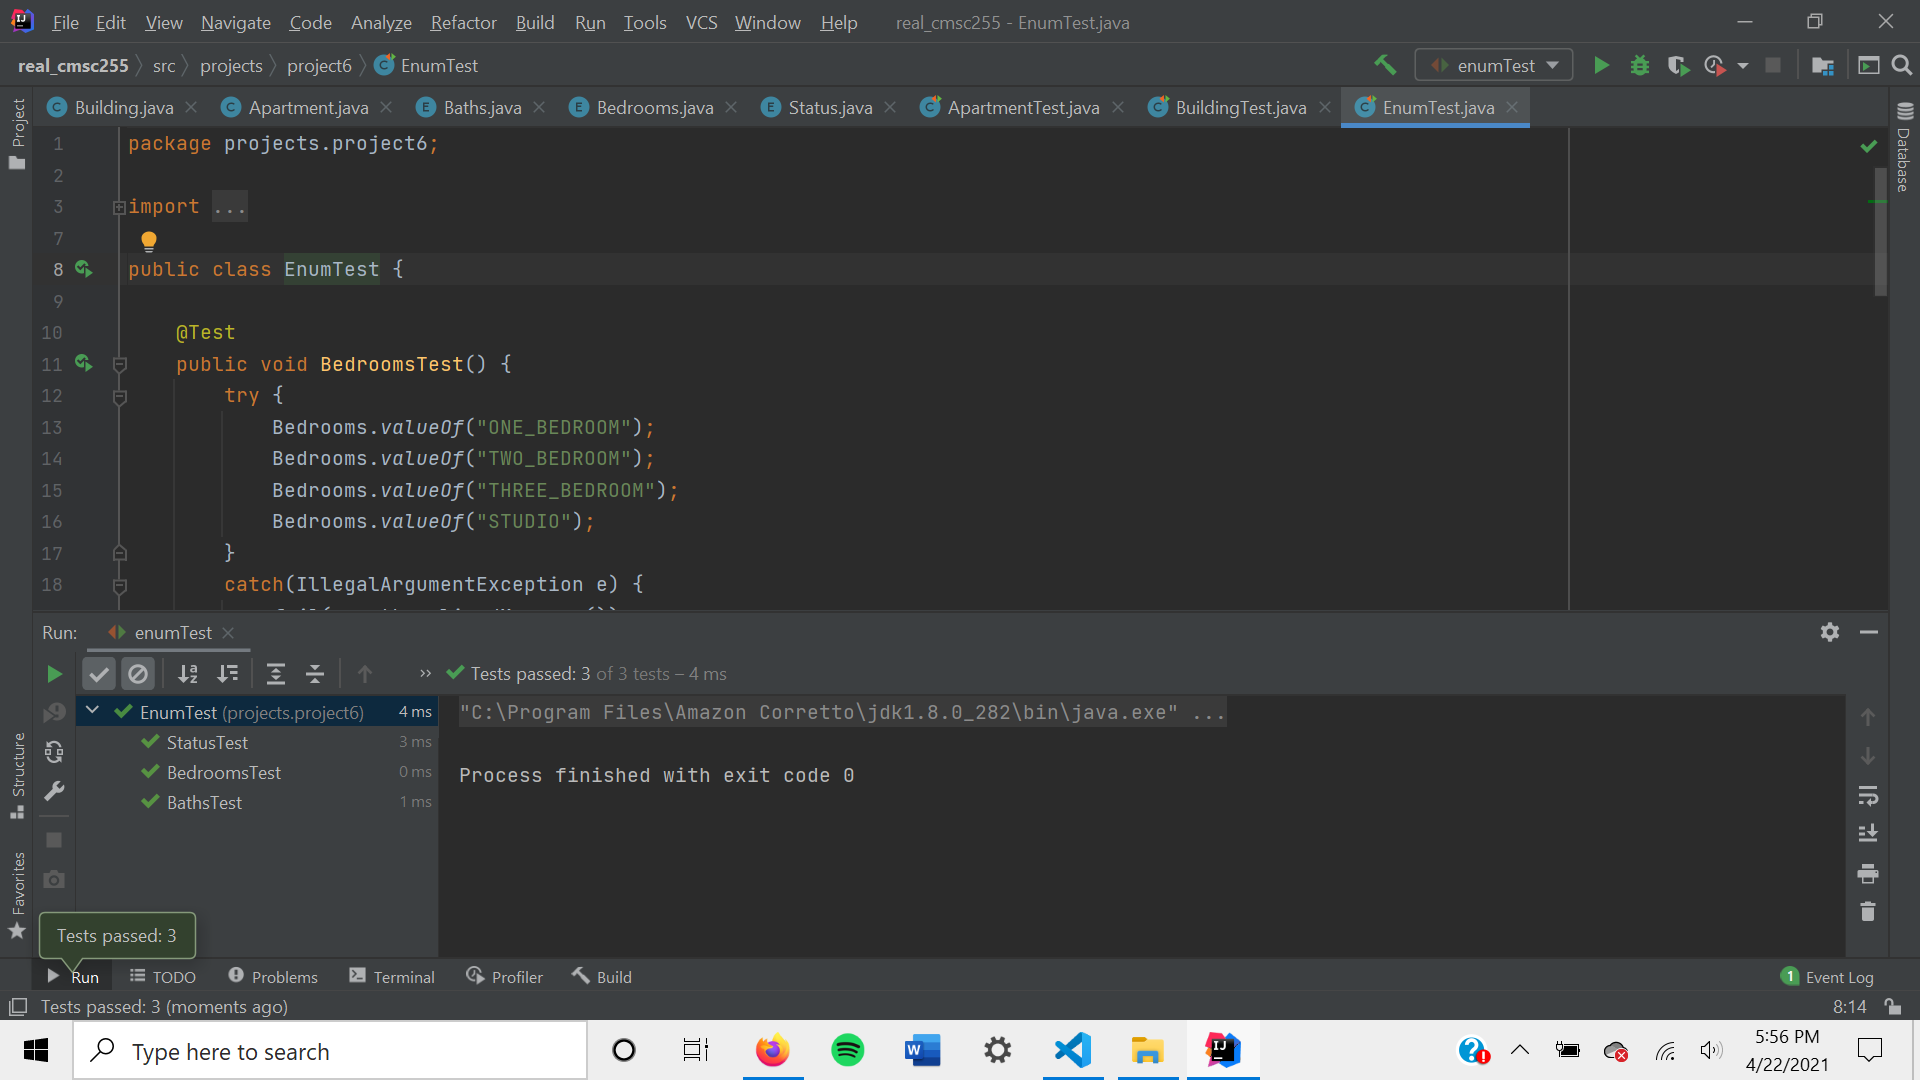 File Edit View Navigate Code Analyze Refactor Build Run Tools VCS Window Help real_cmsc255 - EnumTest.java
real_cmsc255 src projects project6 EnumTest enumTest
Building.java Apartment.java Baths.java Bedrooms.java Status.java ApartmentTest.java BuildingTest.java EnumTest.java
Project
Database
1 package projects.project6;
2
3 import ...
7
8 public class EnumTest {
9
10 @Test
11 public void BedroomsTest() {
12 try {
13 Bedrooms.valueOf("ONE_BEDROOM");
14 Bedrooms.valueOf("TWO_BEDROOM");
15 Bedrooms.valueOf("THREE_BEDROOM");
16 Bedrooms.valueOf("STUDIO");
17 }
18 catch(IllegalArgumentException e) {
Run: enumTest
Tests passed: 3 of 3 tests – 4 ms
EnumTest (projects.project6) 4 ms
StatusTest 3 ms
BedroomsTest 0 ms
BathsTest 1 ms
"C:\Program Files\Amazon Corretto\jdk1.8.0_282\bin\java.exe" ...
Process finished with exit code 0
Structure
Favorites
Tests passed: 3
Run TODO Problems Terminal Profiler Build 1 Event Log
Tests passed: 3 (moments ago) 8:14
Type here to search
5:56 PM
4/22/2021